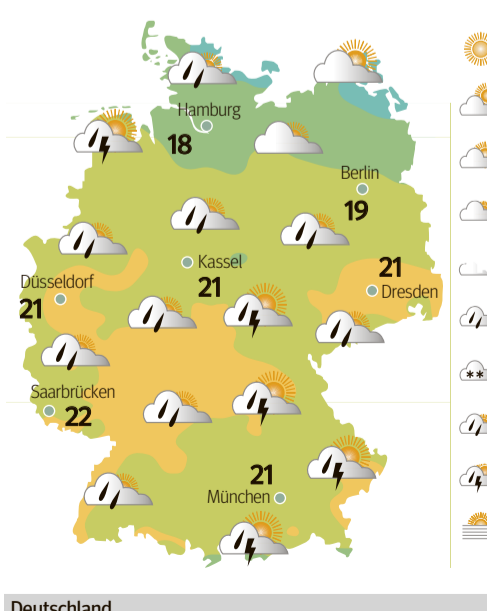 Hamburg
18
Berlin
19
Kassel
21
21
Dresden
Düsseldorf
21
Saarbrücken
22
21
München
Deutschland